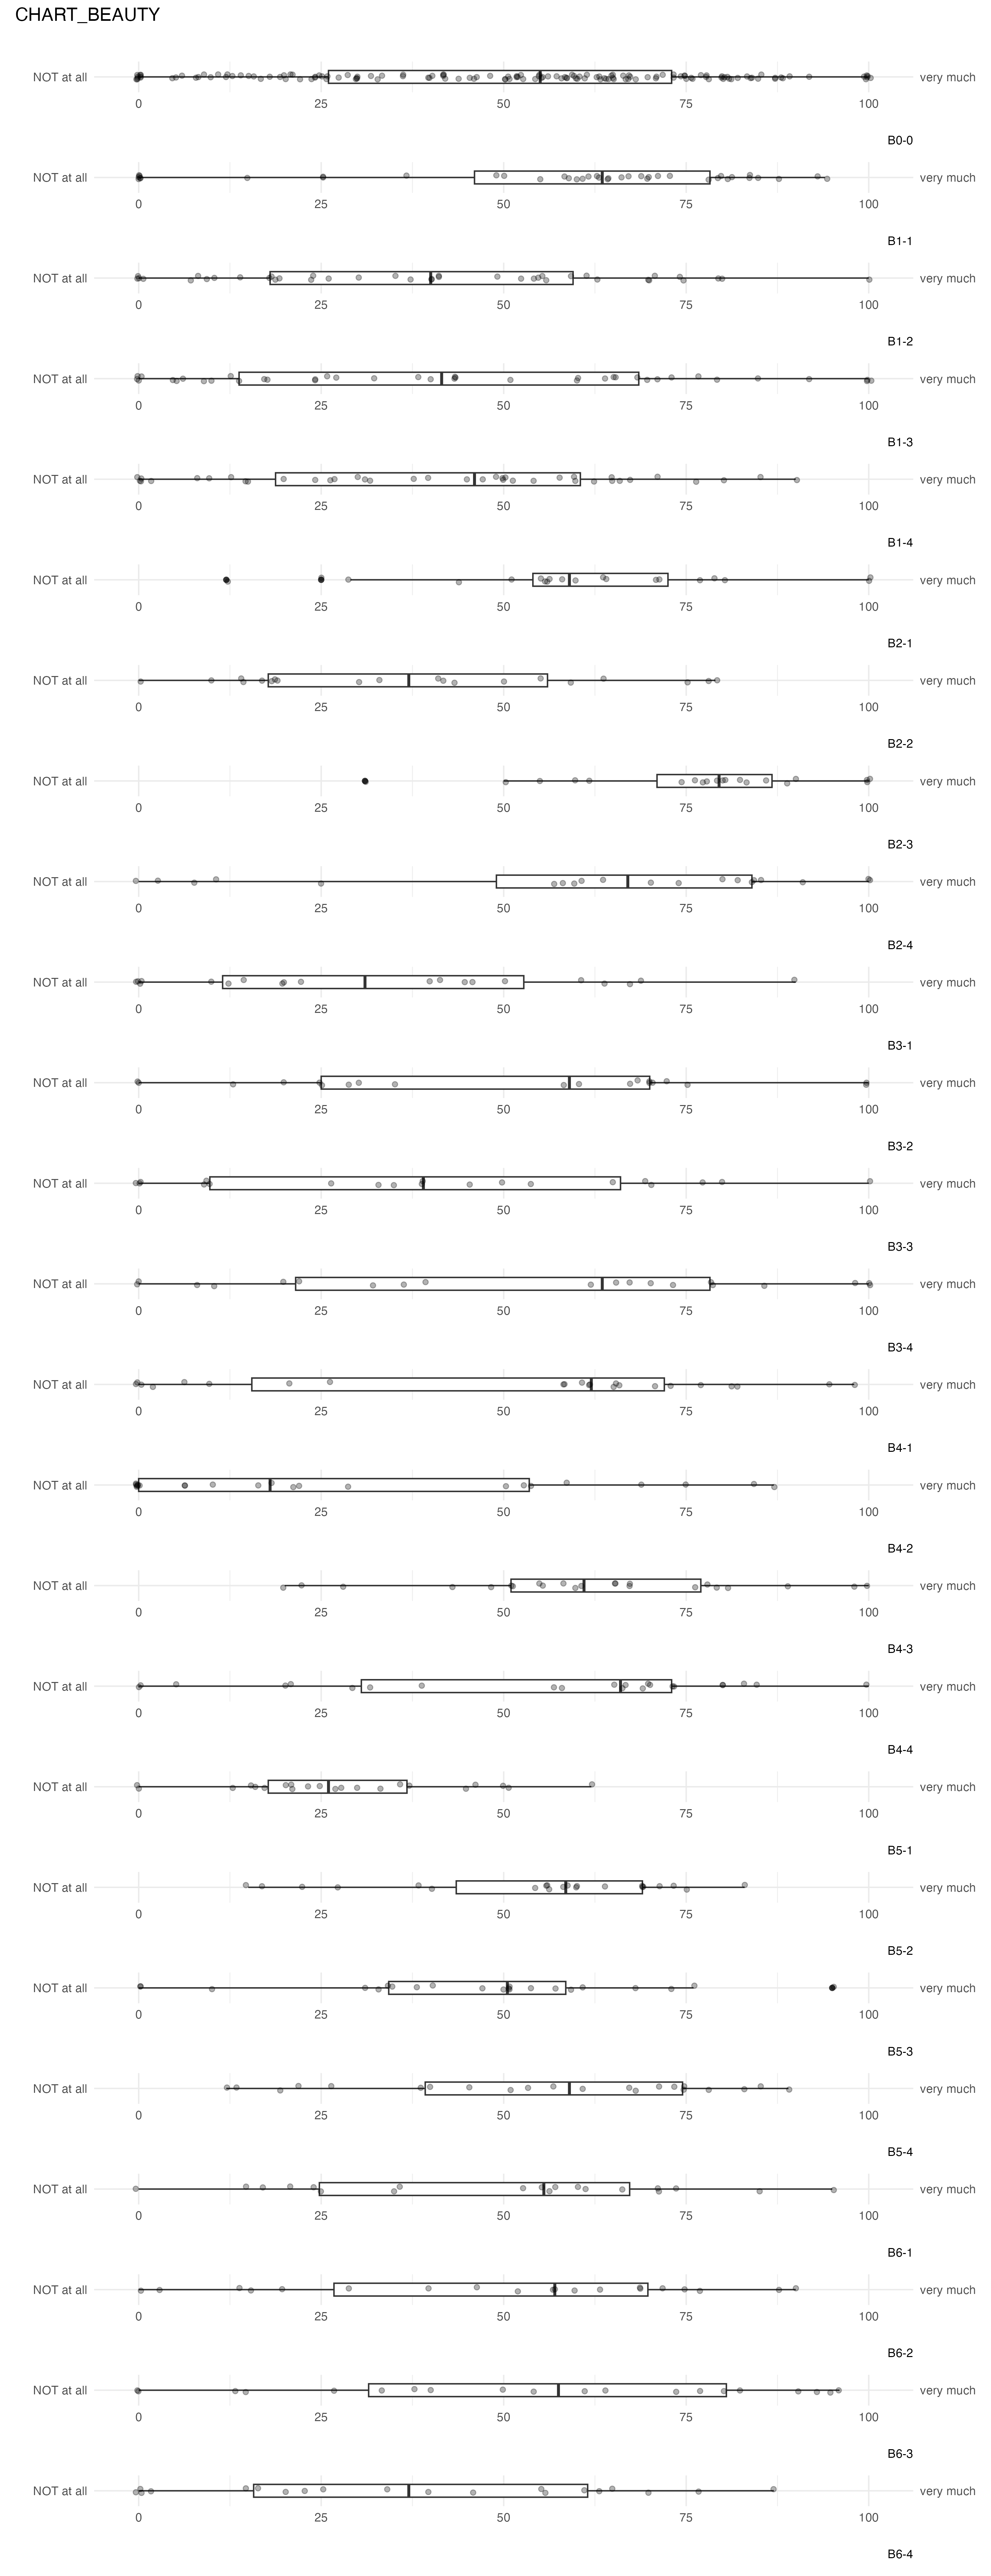 CHART_BEAUTY
NOT at all very much
0 25 50 75 100
B0-0
NOT at all very much
0 25 50 75 100
B1-1
NOT at all very much
0 25 50 75 100
B1-2
NOT at all very much
0 25 50 75 100
B1-3
NOT at all very much
0 25 50 75 100
B1-4
NOT at all very much
0 25 50 75 100
B2-1
NOT at all very much
0 25 50 75 100
B2-2
NOT at all very much
0 25 50 75 100
B2-3
NOT at all very much
0 25 50 75 100
B2-4
NOT at all very much
0 25 50 75 100
B3-1
NOT at all very much
0 25 50 75 100
B3-2
NOT at all very much
0 25 50 75 100
B3-3
NOT at all very much
0 25 50 75 100
B3-4
NOT at all very much
0 25 50 75 100
B4-1
NOT at all very much
0 25 50 75 100
B4-2
NOT at all very much
0 25 50 75 100
B4-3
NOT at all very much
0 25 50 75 100
B4-4
NOT at all very much
0 25 50 75 100
B5-1
NOT at all very much
0 25 50 75 100
B5-2
NOT at all very much
0 25 50 75 100
B5-3
NOT at all very much
0 25 50 75 100
B5-4
NOT at all very much
0 25 50 75 100
B6-1
NOT at all very much
0 25 50 75 100
B6-2
NOT at all very much
0 25 50 75 100
B6-3
NOT at all very much
0 25 50 75 100
B6-4